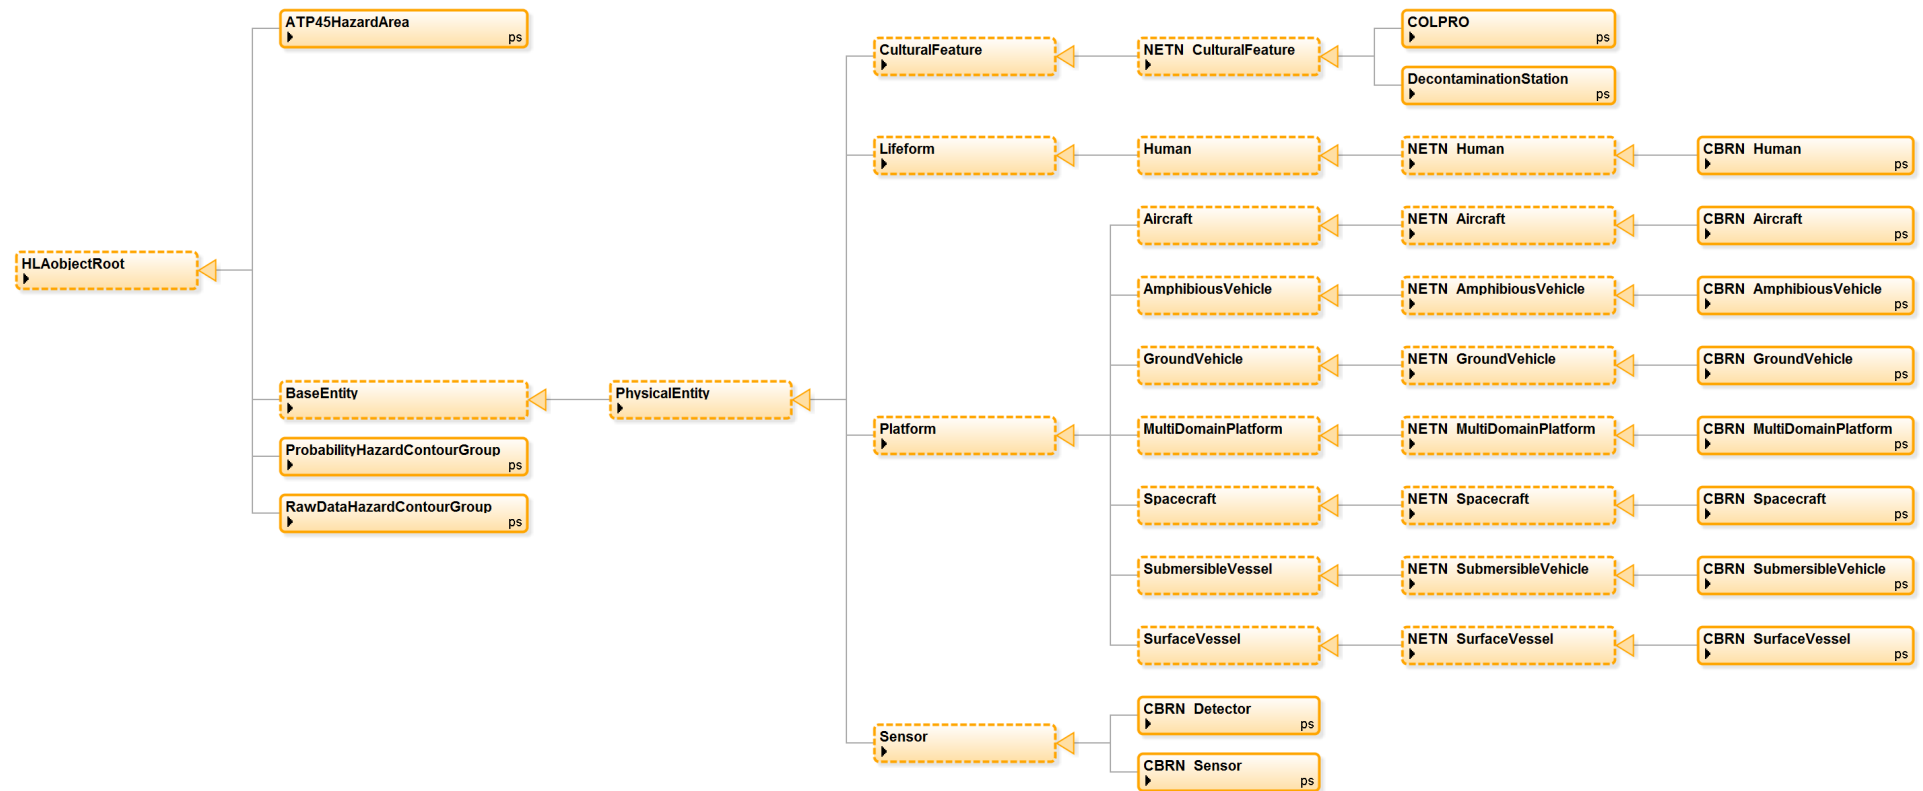 HLAobjectRoot
ATP45HazardArea
ps
BaseEntity
ProbabilityHazardContourGroup
ps
RawDataHazardContourGroup
ps
PhysicalEntity
CulturalFeature
NETN CulturalFeature
COLPRO
ps
DecontaminationStation
ps
Lifeform
Human
NETN Human
CBRN Human
ps
Platform
Aircraft
NETN Aircraft
CBRN Aircraft
ps
AmphibiousVehicle
NETN AmphibiousVehicle
CBRN AmphibiousVehicle
ps
GroundVehicle
NETN GroundVehicle
CBRN GroundVehicle
ps
MultiDomainPlatform
NETN MultiDomainPlatform
CBRN MultiDomainPlatform
ps
Spacecraft
NETN Spacecraft
CBRN Spacecraft
ps
SubmersibleVessel
NETN SubmersibleVehicle
CBRN SubmersibleVehicle
ps
SurfaceVessel
NETN SurfaceVessel
CBRN SurfaceVessel
ps
Sensor
CBRN Detector
ps
CBRN Sensor
ps